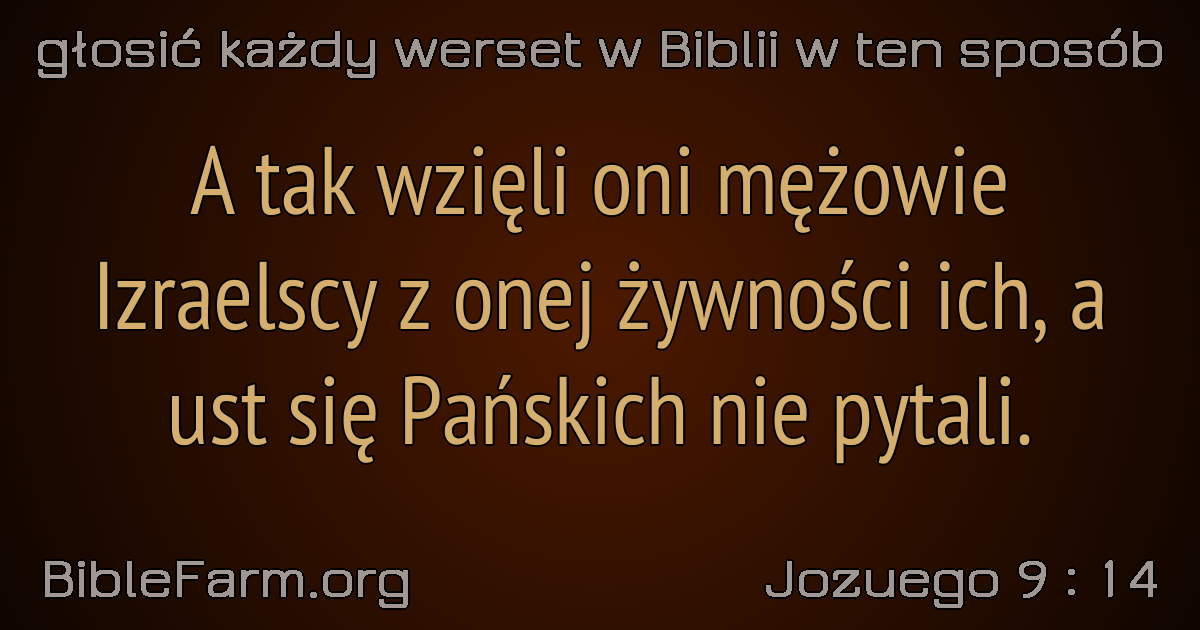 głosić każdy werset w Biblii w ten sposób
A tak wzięli oni mężowie
Izraelscy z onej żywności ich, a
ust się Pańskich nie pytali.
BibleFarm.org
Jozuego 9 : 14